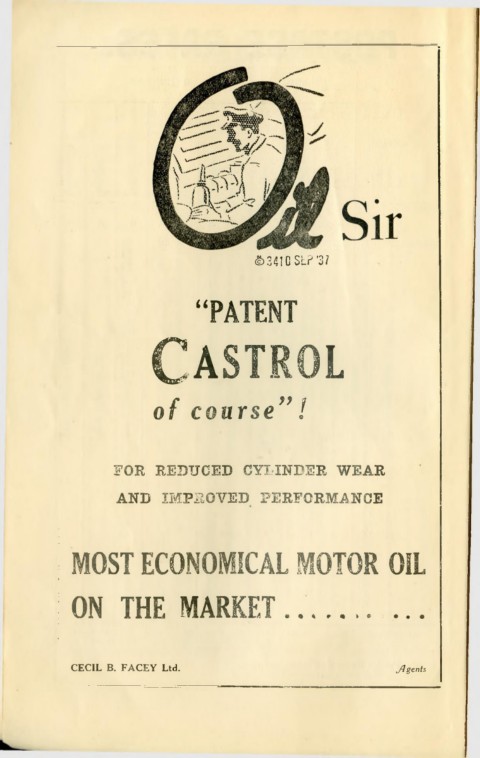 Oil Sir
©3410 SEP '37
"PATENT
CASTROL
of course"!
FOR REDUCED CYLINDER WEAR
AND IMPROVED PERFORMANCE
MOST ECONOMICAL MOTOR OIL
ON THE MARKET . . . . . . . . . .
CECIL B. FACEY Ltd. Agents